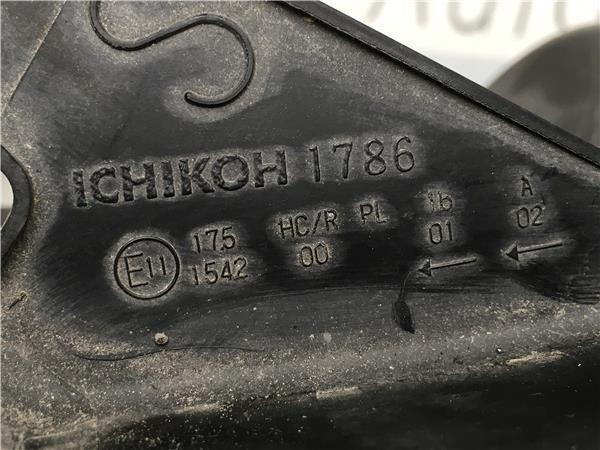 ICHIKOH 1786
E11 175 HC/R PL 1b A
1542 00 01 02